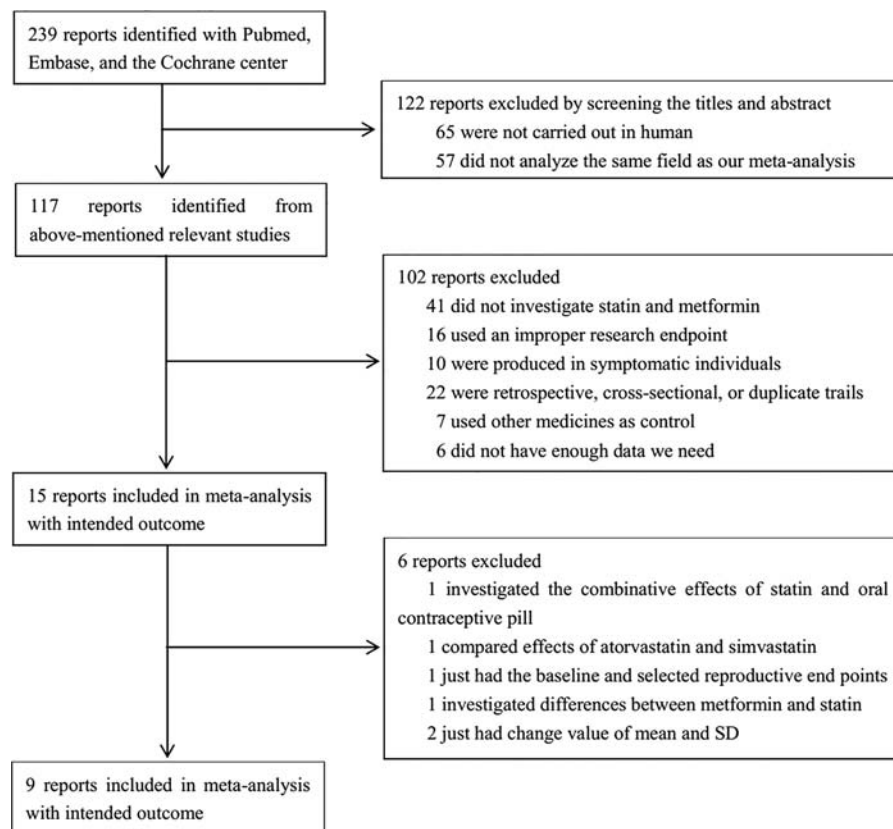 239 reports identified with Pubmed,
Embase, and the Cochrane center
122 reports excluded by screening the titles and abstract
65 were not carried out in human
57 did not analyze the same field as our meta-analysis
117 reports identified from
above-mentioned relevant studies
102 reports excluded
41 did not investigate statin and metformin
16 used an improper research endpoint
10 were produced in symptomatic individuals
22 were retrospective, cross-sectional, or duplicate trails
7 used other medicines as control
6 did not have enough data we need
15 reports included in meta-analysis
with intended outcome
6 reports excluded
1 investigated the combinative effects of statin and oral
contraceptive pill
1 compared effects of atorvastatin and simvastatin
1 just had the baseline and selected reproductive end points
1 investigated differences between metformin and statin
2 just had change value of mean and SD
9 reports included in meta-analysis
with intended outcome